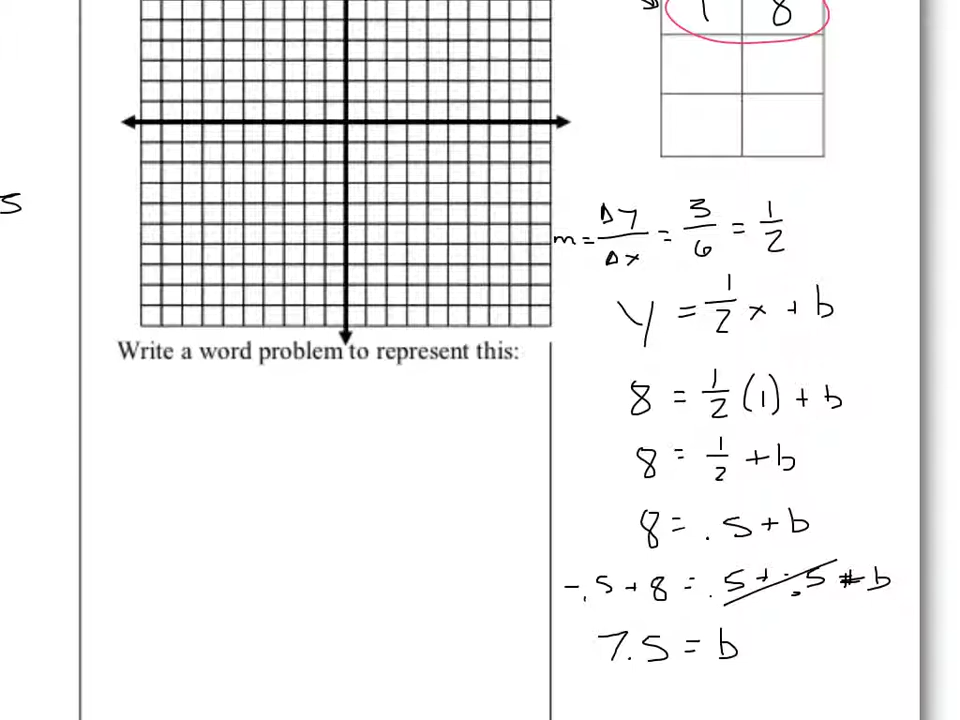 1 8
5
m = Δy/Δx = 3/6 = 1/2
y = 1/2 x + b
Write a word problem to represent this:
8 = 1/2 (1) + b
8 = 1/2 + b
8 = .5 + b
-.5 + 8 = .5 + -.5 + b
7.5 = b